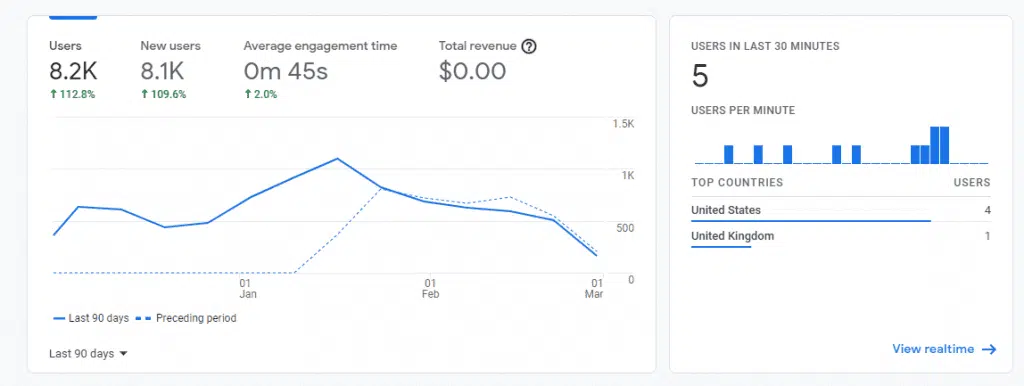 Users New users Average engagement time Total revenue
8.2K 8.1K 0m 45s $0.00
↑ 112.8% ↑ 109.6% ↑ 2.0%
1.5K
1K
500
0
01 01 01
Jan Feb Mar
Last 90 days Preceding period
Last 90 days
USERS IN LAST 30 MINUTES
5
USERS PER MINUTE
TOP COUNTRIES USERS
United States 4
United Kingdom 1
View realtime →